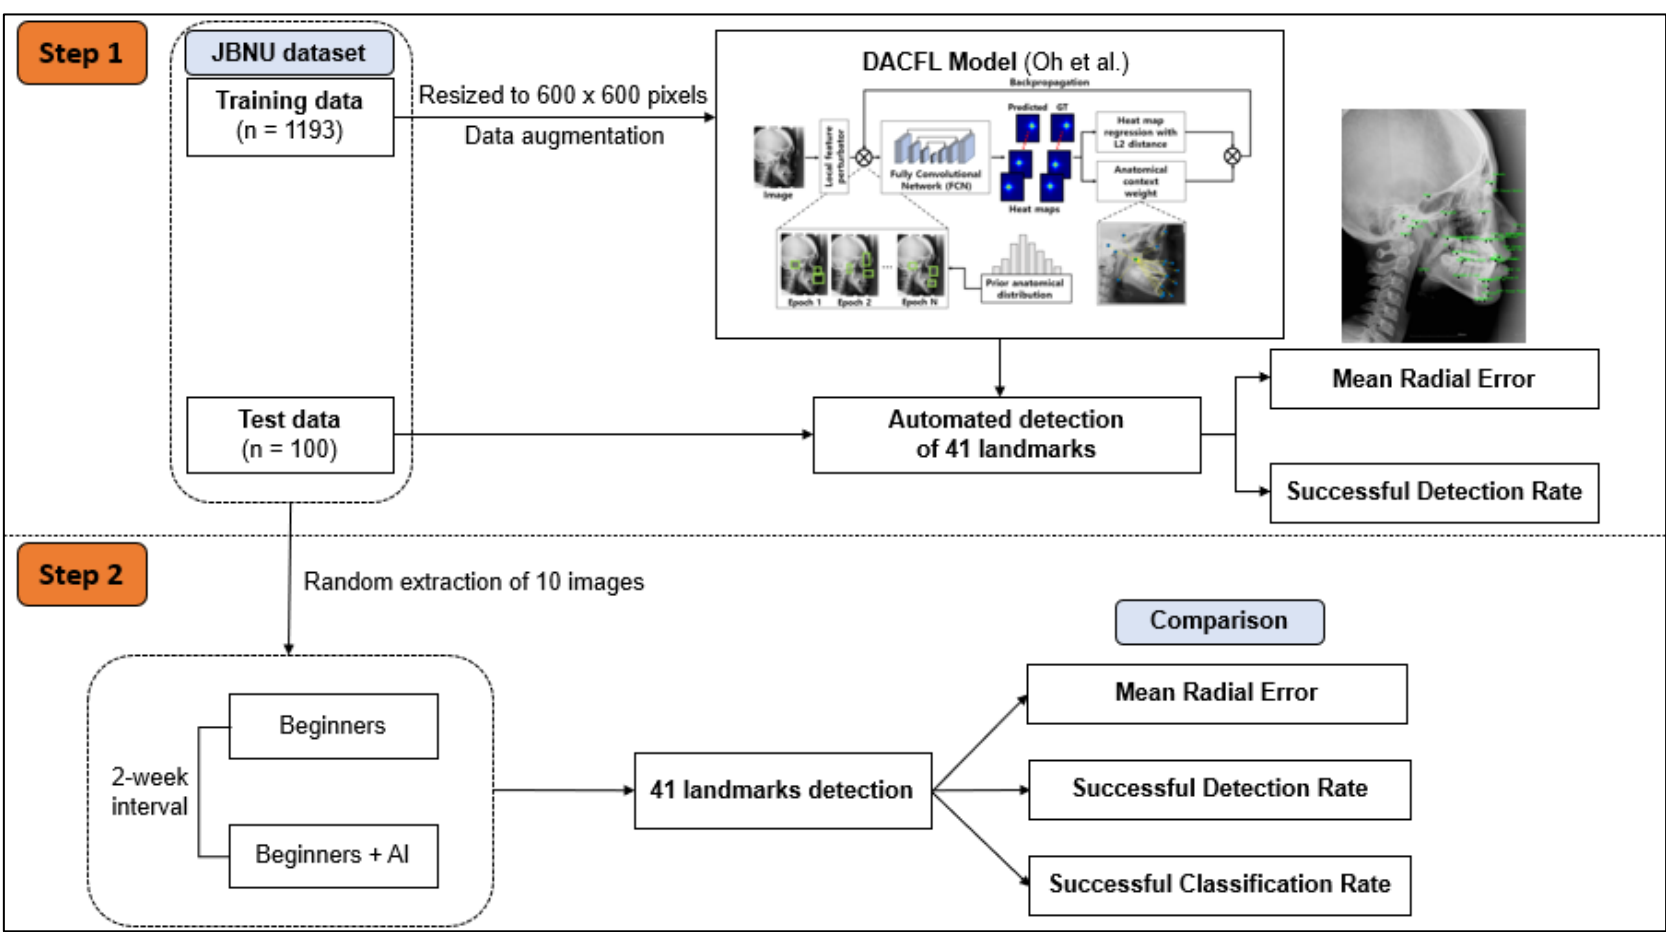 Step 1
JBNU dataset
Training data
(n = 1193)
Resized to 600 x 600 pixels
Data augmentation
DACFL Model (Oh et al.)
Backpropagation
Image
Local feature
perturbator
Fully Convolutional
Network (FCN)
Predicted GT
Heat maps
Heat map
regression with
L2 distance
Anatomical
context
weight
Epoch 1
Epoch 2
...
Epoch N
Prior anatomical
distribution
Test data
(n = 100)
Automated detection
of 41 landmarks
Mean Radial Error
Successful Detection Rate
Step 2
Random extraction of 10 images
Beginners
2-week
interval
Beginners + AI
41 landmarks detection
Comparison
Mean Radial Error
Successful Detection Rate
Successful Classification Rate